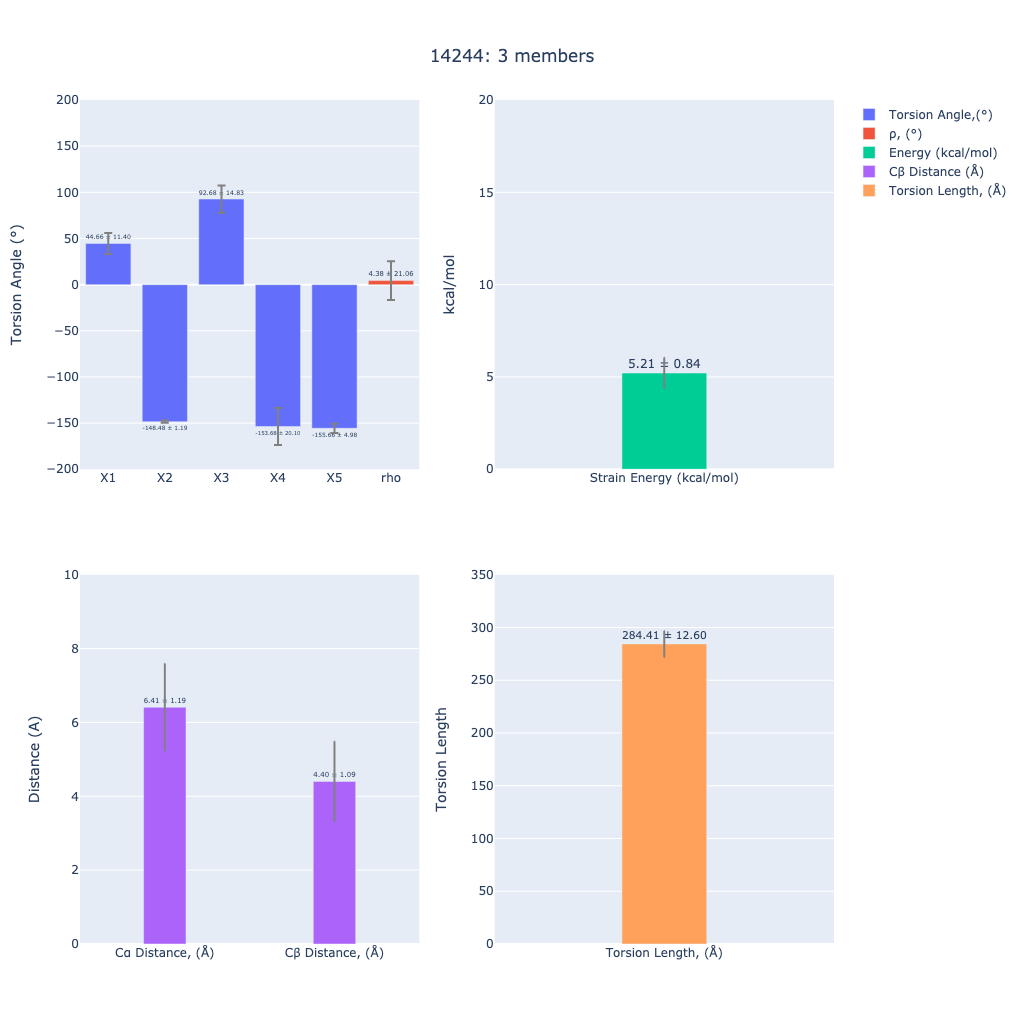 14244: 3 members
Torsion Angle (°)
200
150
100
50
0
−50
−100
−150
−200
44.66 ± 11.40
-148.48 ± 1.19
92.68 ± 14.83
-153.68 ± 20.10
-155.66 ± 4.98
4.38 ± 21.06
X1 X2 X3 X4 X5 rho
kcal/mol
20
15
10
5
0
5.21 ± 0.84
Strain Energy (kcal/mol)
Torsion Angle,(°)
ρ, (°)
Energy (kcal/mol)
Cβ Distance (Å)
Torsion Length, (Å)
Distance (A)
10
8
6
4
2
0
6.41 ± 1.19
4.40 ± 1.09
Cα Distance, (Å) Cβ Distance, (Å)
Torsion Length
350
300
250
200
150
100
50
0
284.41 ± 12.60
Torsion Length, (Å)